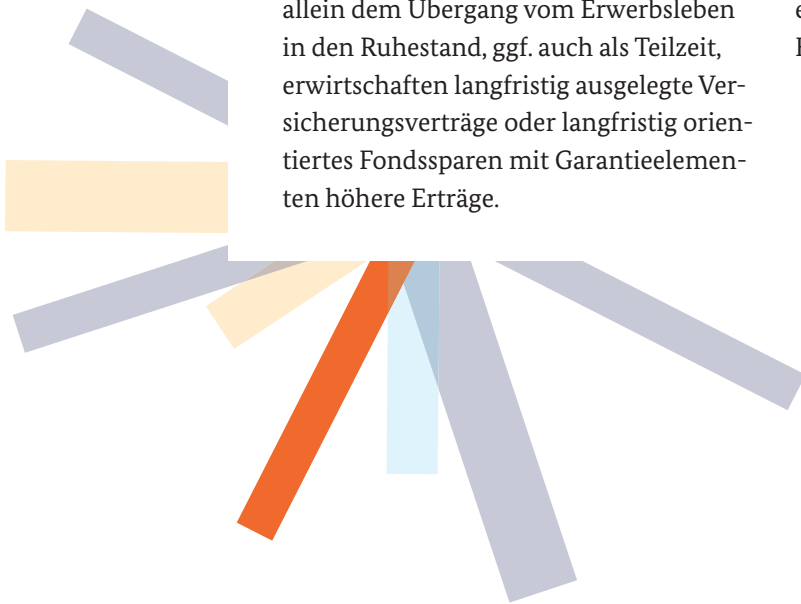 allein dem Übergang vom Erwerbsleben
in den Ruhestand, ggf. auch als Teilzeit,
erwirtschaften langfristig ausgelegte Ver-
sicherungsverträge oder langfristig orien-
tiertes Fondssparen mit Garantieelemen-
ten höhere Erträge.